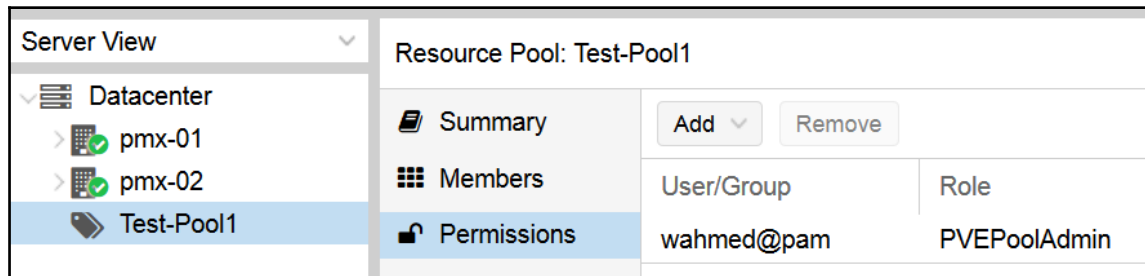 Server View
Datacenter
pmx-01
pmx-02
Test-Pool1
Resource Pool: Test-Pool1
Summary
Members
Permissions
Add Remove
User/Group Role
wahmed@pam PVEPoolAdmin